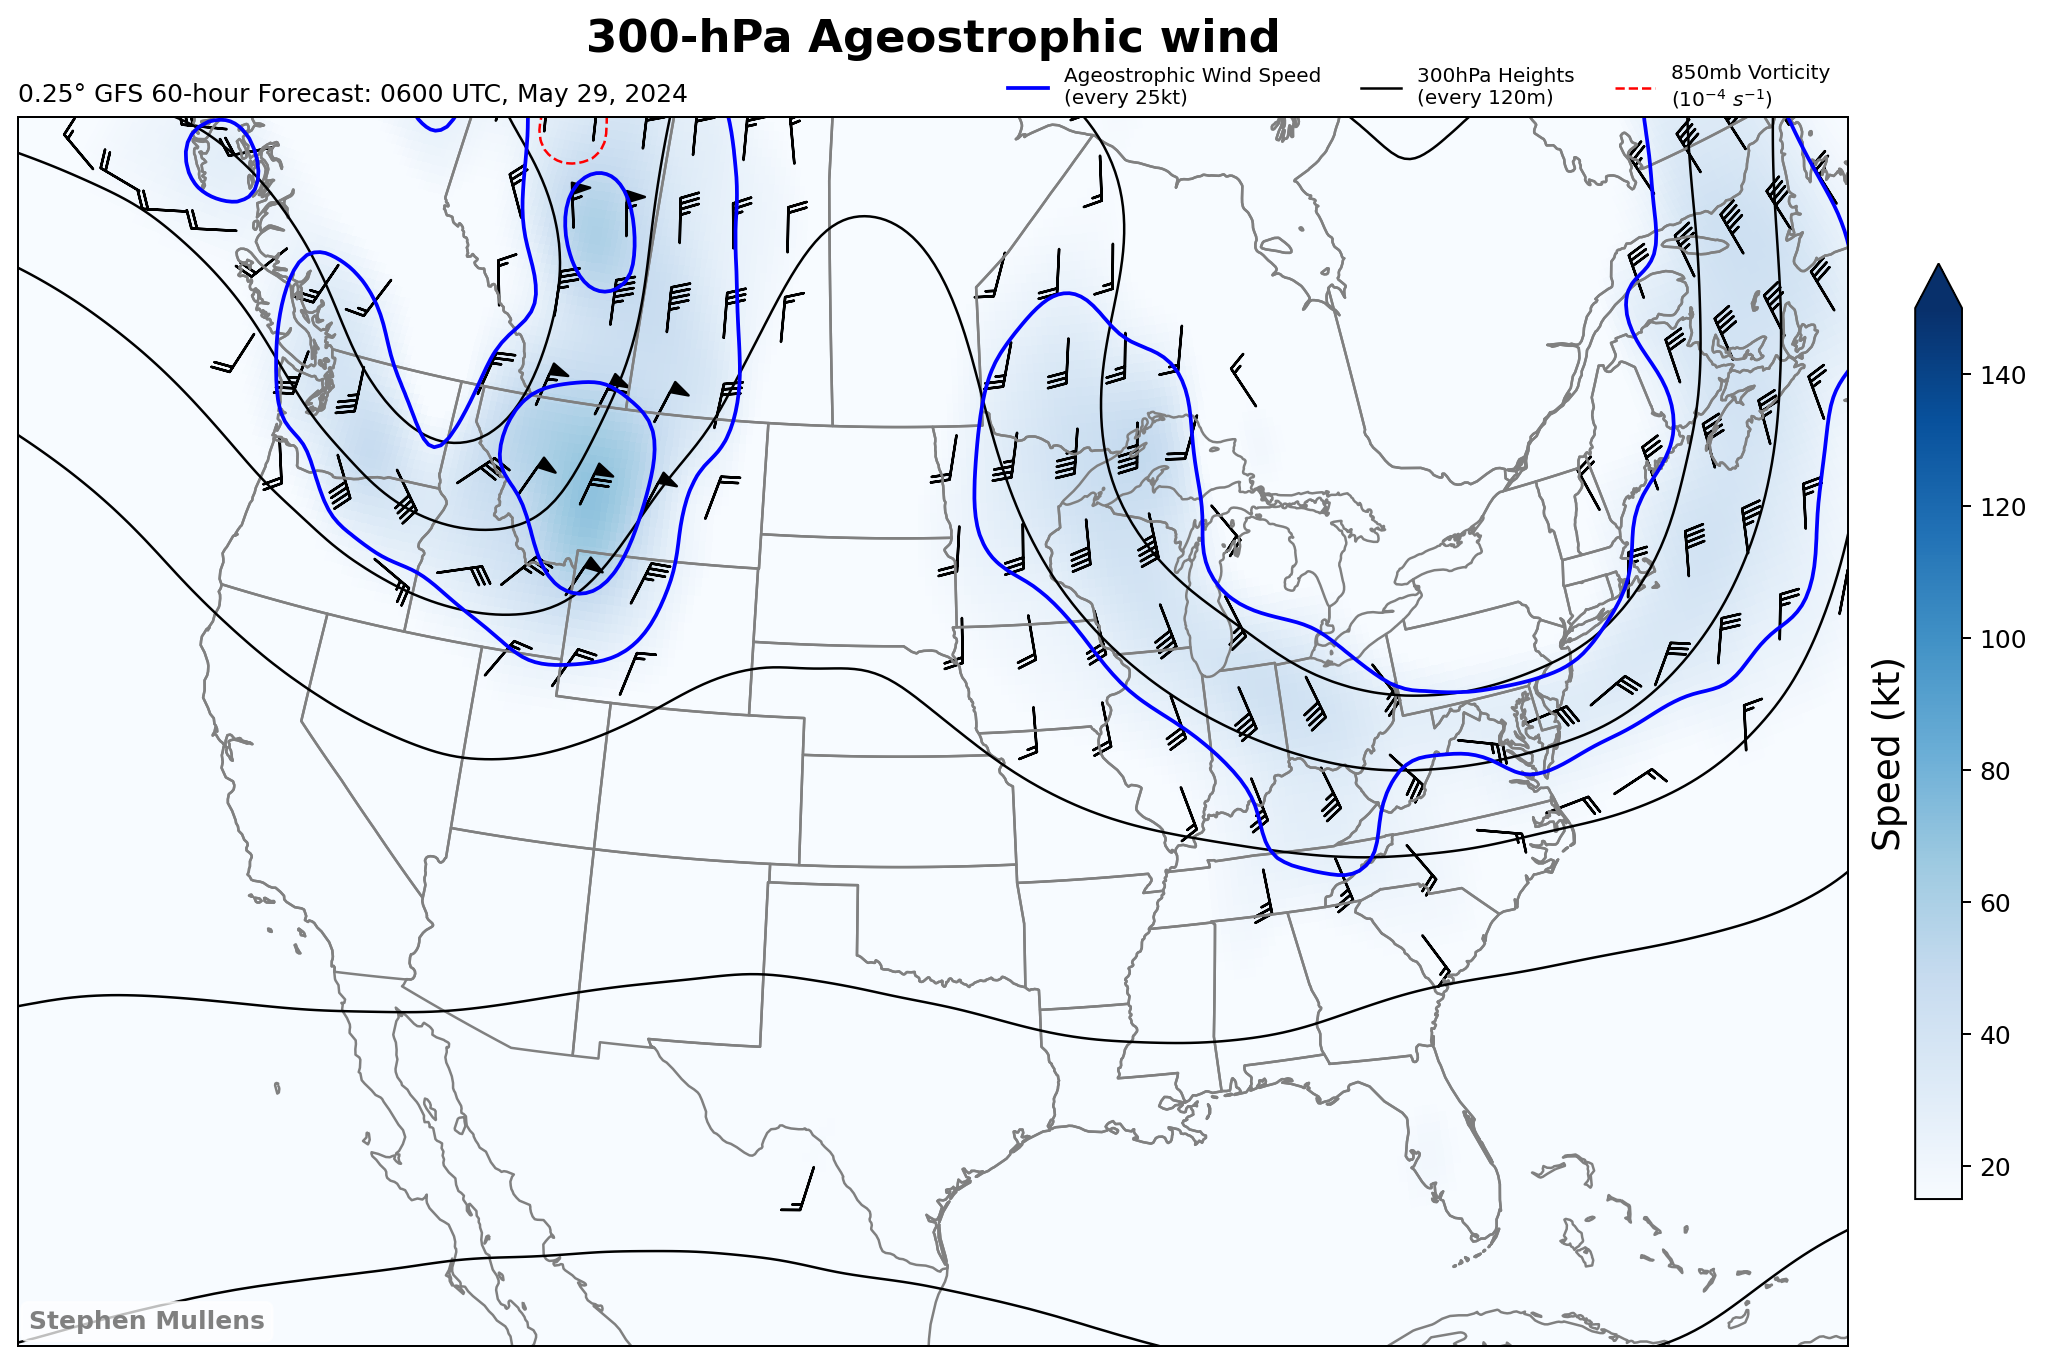 300-hPa Ageostrophic wind
0.25° GFS 60-hour Forecast: 0600 UTC, May 29, 2024
Ageostrophic Wind Speed
(every 25kt)
300hPa Heights
(every 120m)
850mb Vorticity
(10⁻⁴ s⁻¹)
140
120
100
80
60
40
20
Speed (kt)
Stephen Mullens